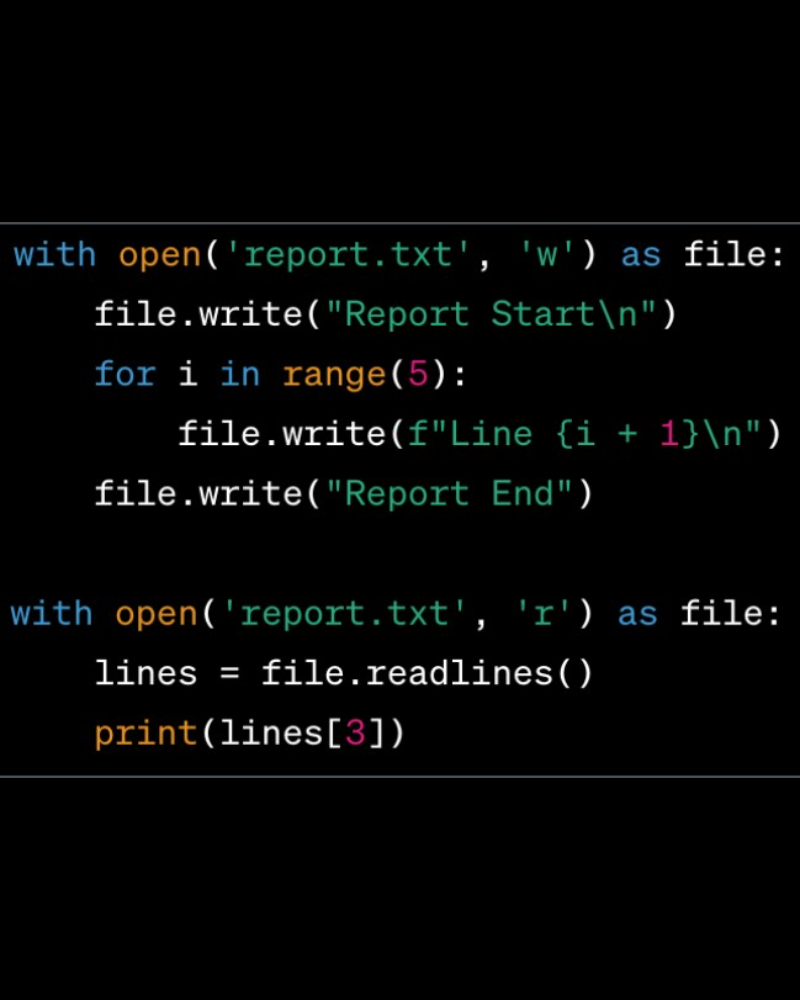 with open('report.txt', 'w') as file:
    file.write("Report Start\n")
    for i in range(5):
        file.write(f"Line {i + 1}\n")
    file.write("Report End")

with open('report.txt', 'r') as file:
    lines = file.readlines()
    print(lines[3])